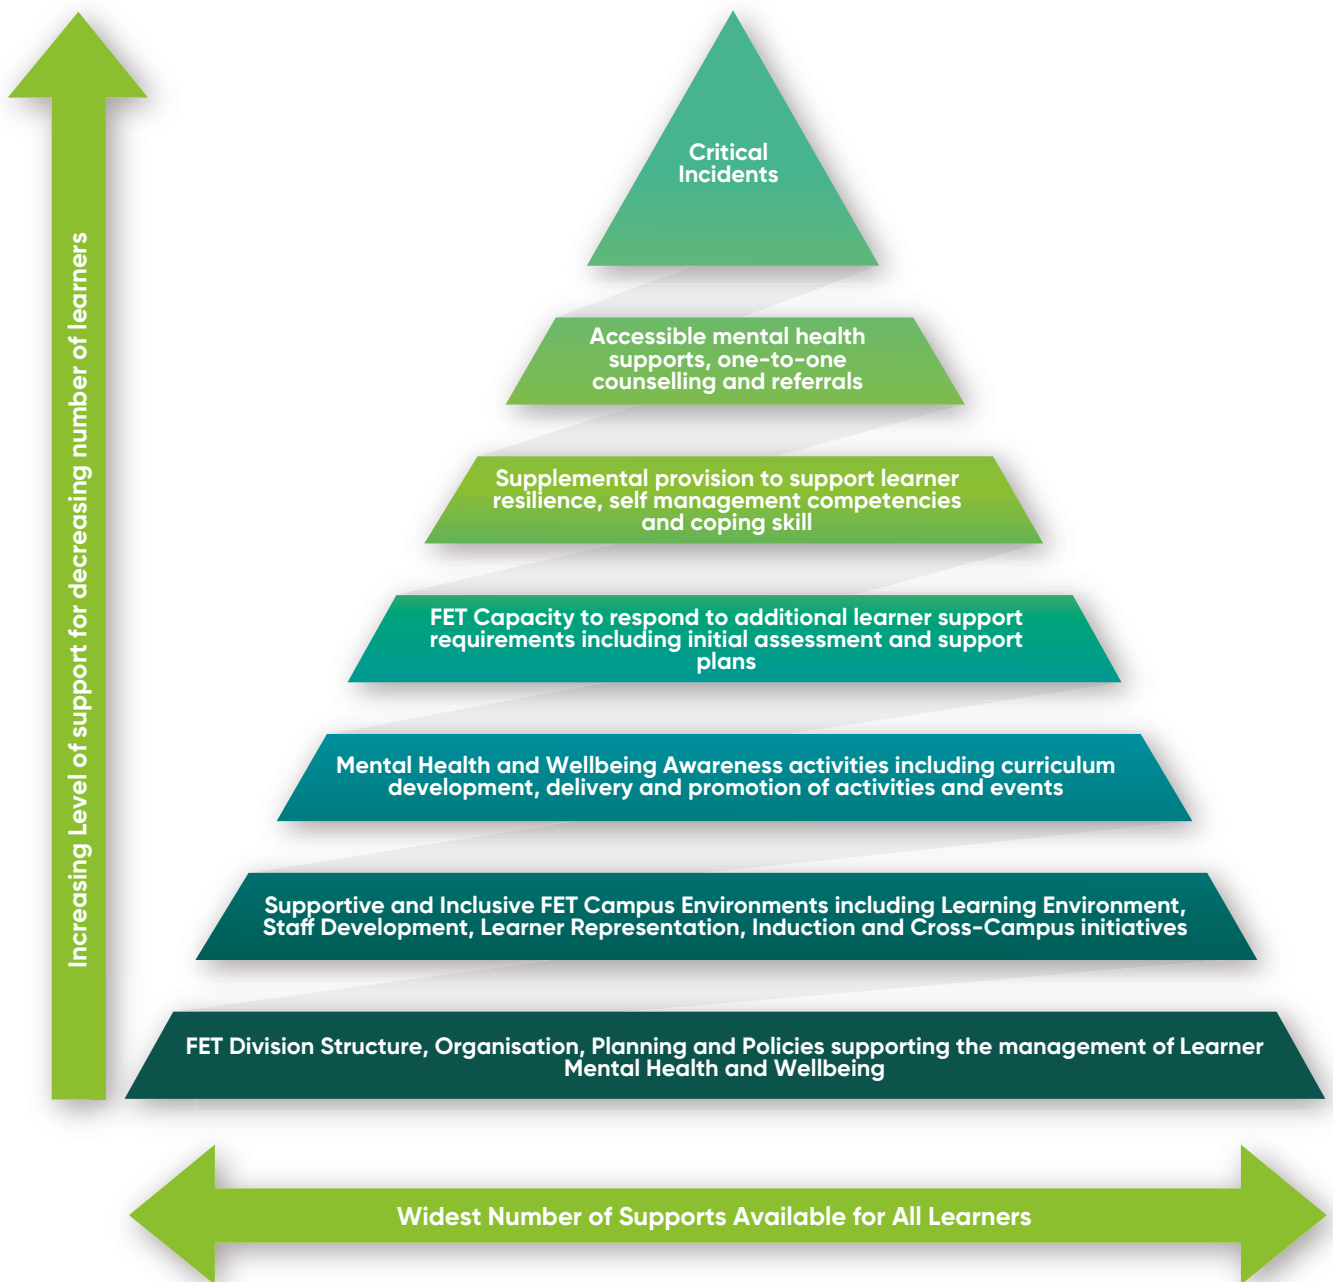 Critical
Incidents
Accessible mental health
supports, one-to-one
counselling and referrals
Supplemental provision to support learner
resilience, self management competencies
and coping skill
FET Capacity to respond to additional learner support
requirements including initial assessment and support
plans
Mental Health and Wellbeing Awareness activities including curriculum
development, delivery and promotion of activities and events
Supportive and Inclusive FET Campus Environments including Learning Environment,
Staff Development, Learner Representation, Induction and Cross-Campus initiatives
FET Division Structure, Organisation, Planning and Policies supporting the management of Learner
Mental Health and Wellbeing
Increasing Level of support for decreasing number of learners
Widest Number of Supports Available for All Learners